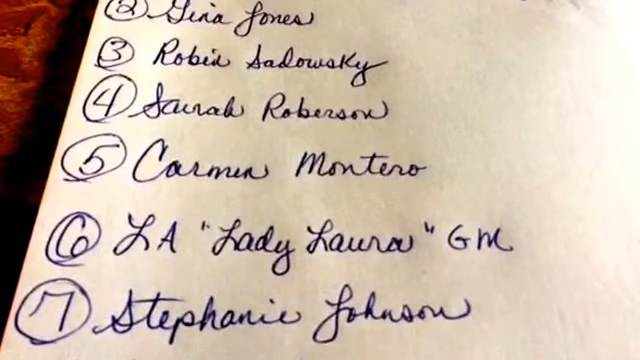 2 Gina Jones
3 Robin Sadowsky
4 Saurah Roberson
5 Carmen Montero
6 LA "Lady Laura" GM
7 Stephanie Johnson